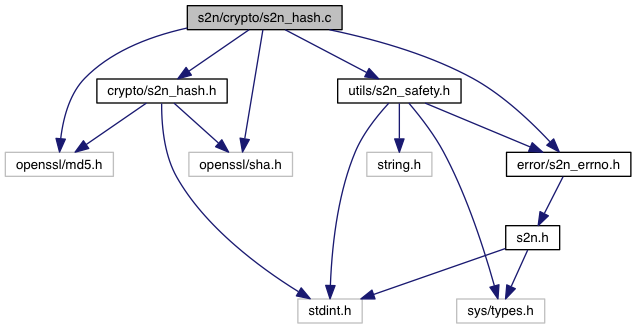 s2n/crypto/s2n_hash.c
crypto/s2n_hash.h
utils/s2n_safety.h
openssl/md5.h
openssl/sha.h
string.h
error/s2n_errno.h
s2n.h
stdint.h
sys/types.h